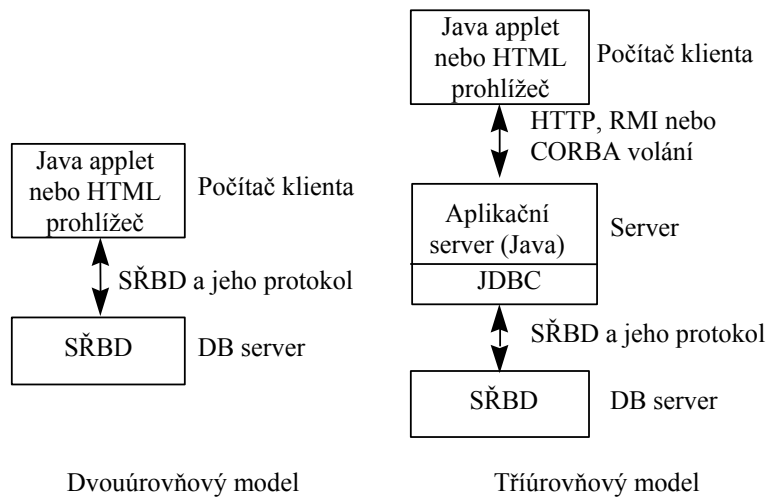 Java applet
nebo HTML
prohlížeč
Počítač klienta
SŘBD a jeho protokol
SŘBD
DB server
Dvouúrovňový model
Java applet
nebo HTML
prohlížeč
Počítač klienta
HTTP, RMI nebo
CORBA volání
Aplikační
server (Java)
Server
JDBC
SŘBD a jeho protokol
SŘBD
DB server
Tříúrovňový model